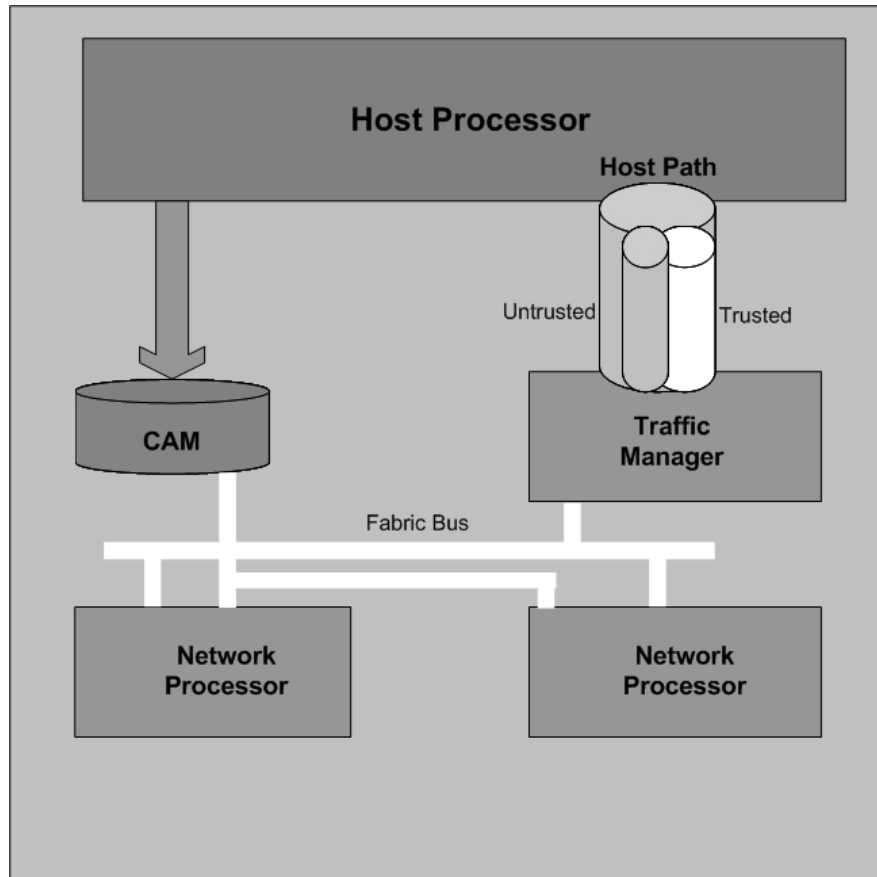 Host Processor
Host Path
Untrusted
Trusted
CAM
Traffic
Manager
Fabric Bus
Network
Processor
Network
Processor